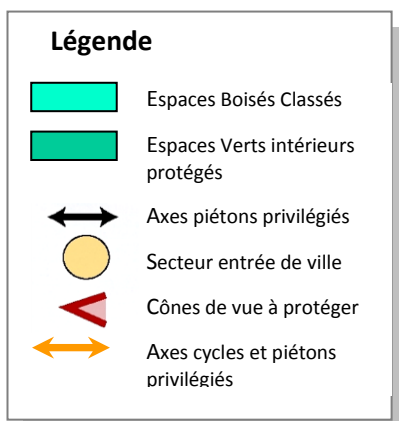 Légende
Espaces Boisés Classés
Espaces Verts intérieurs
protégés
Axes piétons privilégiés
Secteur entrée de ville
Cônes de vue à protéger
Axes cycles et piétons
privilégiés